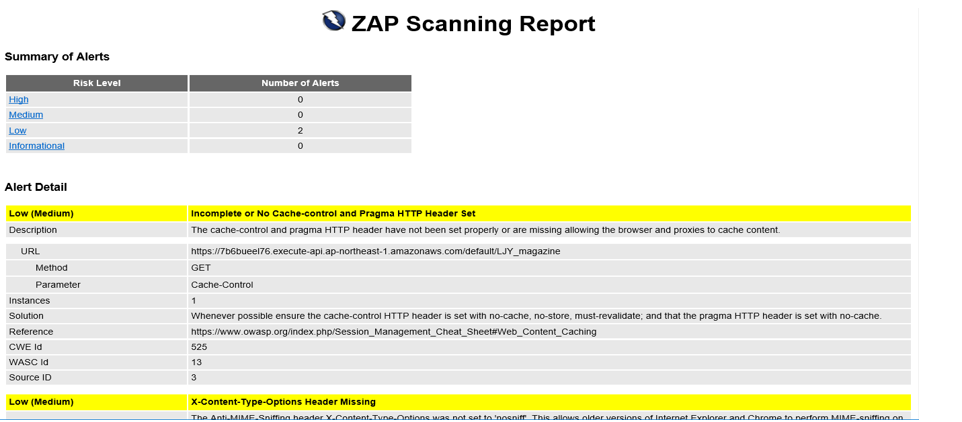 ZAP Scanning Report
Summary of Alerts
Risk Level Number of Alerts
High 0
Medium 0
Low 2
Informational 0
Alert Detail
Low (Medium) Incomplete or No Cache-control and Pragma HTTP Header Set
Description The cache-control and pragma HTTP header have not been set properly or are missing allowing the browser and proxies to cache content.
URL https://7b6bueel76.execute-api.ap-northeast-1.amazonaws.com/default/LJY_magazine
Method GET
Parameter Cache-Control
Instances 1
Solution Whenever possible ensure the cache-control HTTP header is set with no-cache, no-store, must-revalidate; and that the pragma HTTP header is set with no-cache.
Reference https://www.owasp.org/index.php/Session_Management_Cheat_Sheet#Web_Content_Caching
CWE Id 525
WASC Id 13
Source ID 3
Low (Medium) X-Content-Type-Options Header Missing
The Anti-MIME-Sniffing header X-Content-Type-Options was not set to 'nosniff'. This allows older versions of Internet Explorer and Chrome to perform MIME-sniffing on